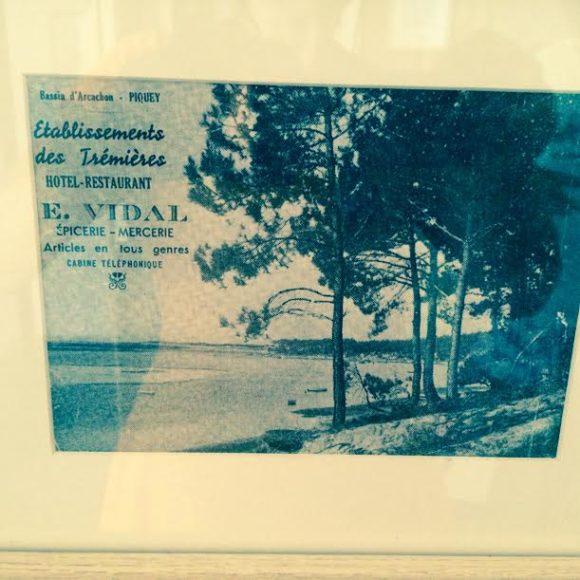 Bassin d'Arcachon - PIQUEY
Etablissements
des Trémières
HOTEL-RESTAURANT
E. VIDAL
ÉPICERIE - MERCERIE
Articles en tous genres
CABINE TÉLÉPHONIQUE